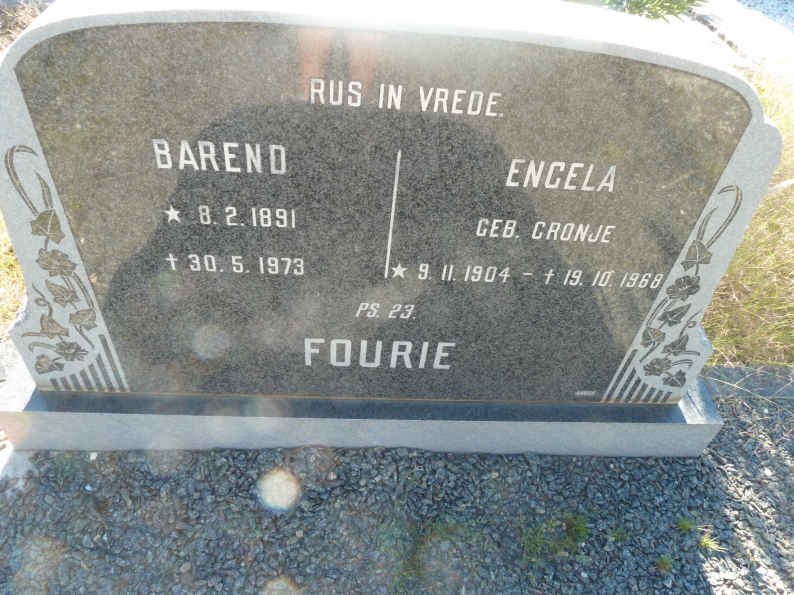 RUS IN VREDE.
BAREND
★ 8. 2. 1891
† 30. 5. 1973
ENGELA
GEB. CRONJE
★ 9. 11. 1904 – † 19. 10. 1968
PS. 23.
FOURIE